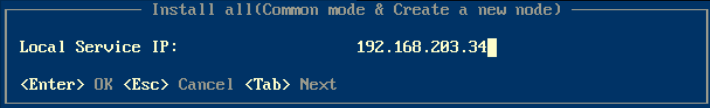 Install all(Common mode & Create a new node)
Local Service IP: 192.168.203.34
<Enter> OK <Esc> Cancel <Tab> Next